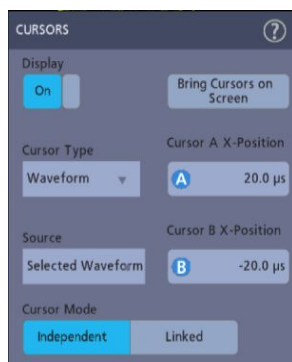 CURSORS
?
Display
On
Bring Cursors on
Screen
Cursor Type
Waveform
Cursor A X-Position
A
20.0 µs
Source
Selected Waveform
Cursor B X-Position
B
-20.0 µs
Cursor Mode
Independent
Linked